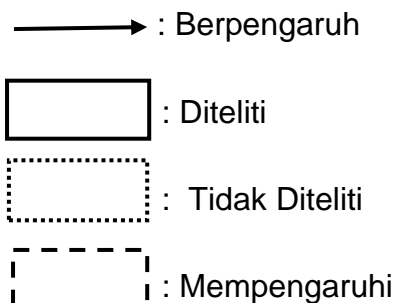 : Berpengaruh
: Diteliti
: Tidak Diteliti
: Mempengaruhi